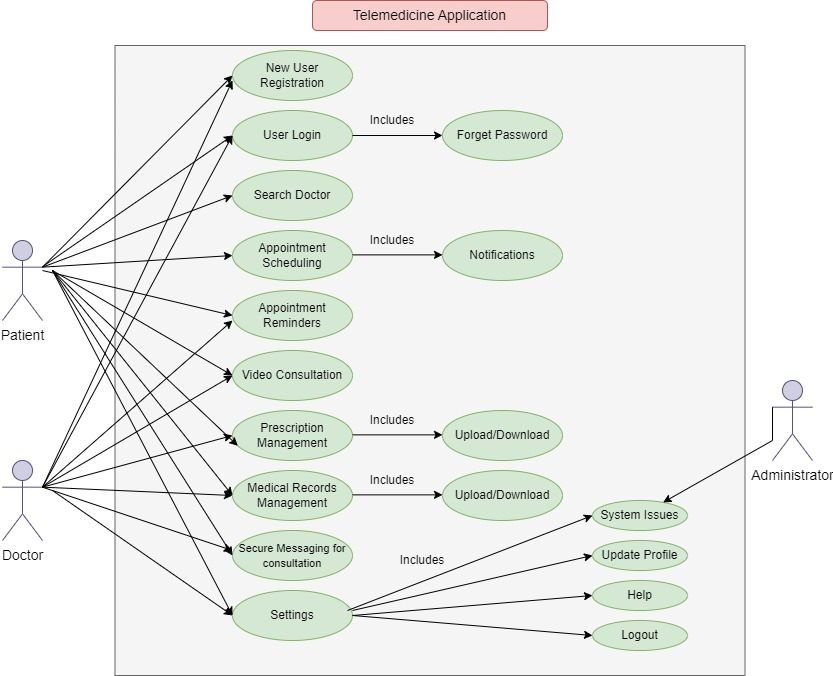 Telemedicine Application
New User
Registration
User Login
Includes
Forget Password
Search Doctor
Appointment
Scheduling
Includes
Notifications
Patient
Appointment
Reminders
Video Consultation
Prescription
Management
Includes
Upload/Download
Administrator
Medical Records
Management
Includes
Upload/Download
Doctor
System Issues
Secure Messaging for
consultation
Includes
Update Profile
Settings
Help
Logout